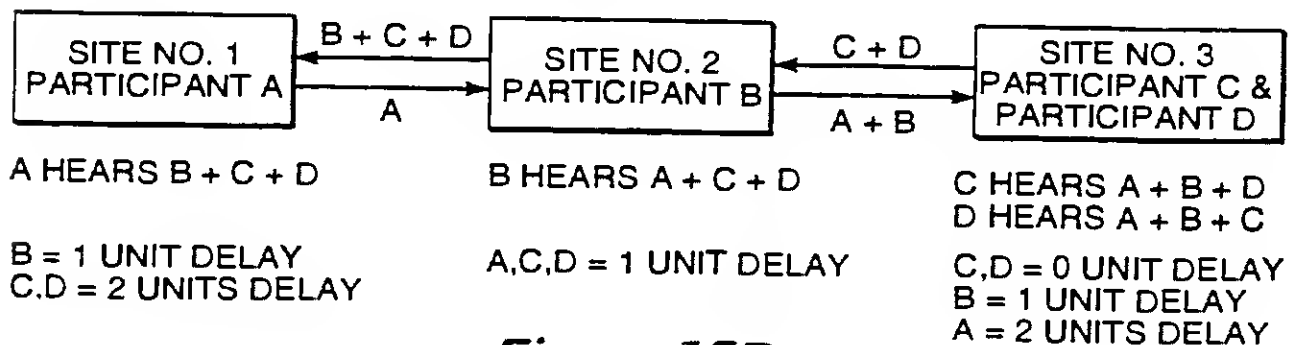 SITE NO. 1
PARTICIPANT A
B + C + D
A
SITE NO. 2
PARTICIPANT B
C + D
A + B
SITE NO. 3
PARTICIPANT C &
PARTICIPANT D
A HEARS B + C + D
B = 1 UNIT DELAY
C,D = 2 UNITS DELAY
B HEARS A + C + D
A,C,D = 1 UNIT DELAY
C HEARS A + B + D
D HEARS A + B + C
C,D = 0 UNIT DELAY
B = 1 UNIT DELAY
A = 2 UNITS DELAY